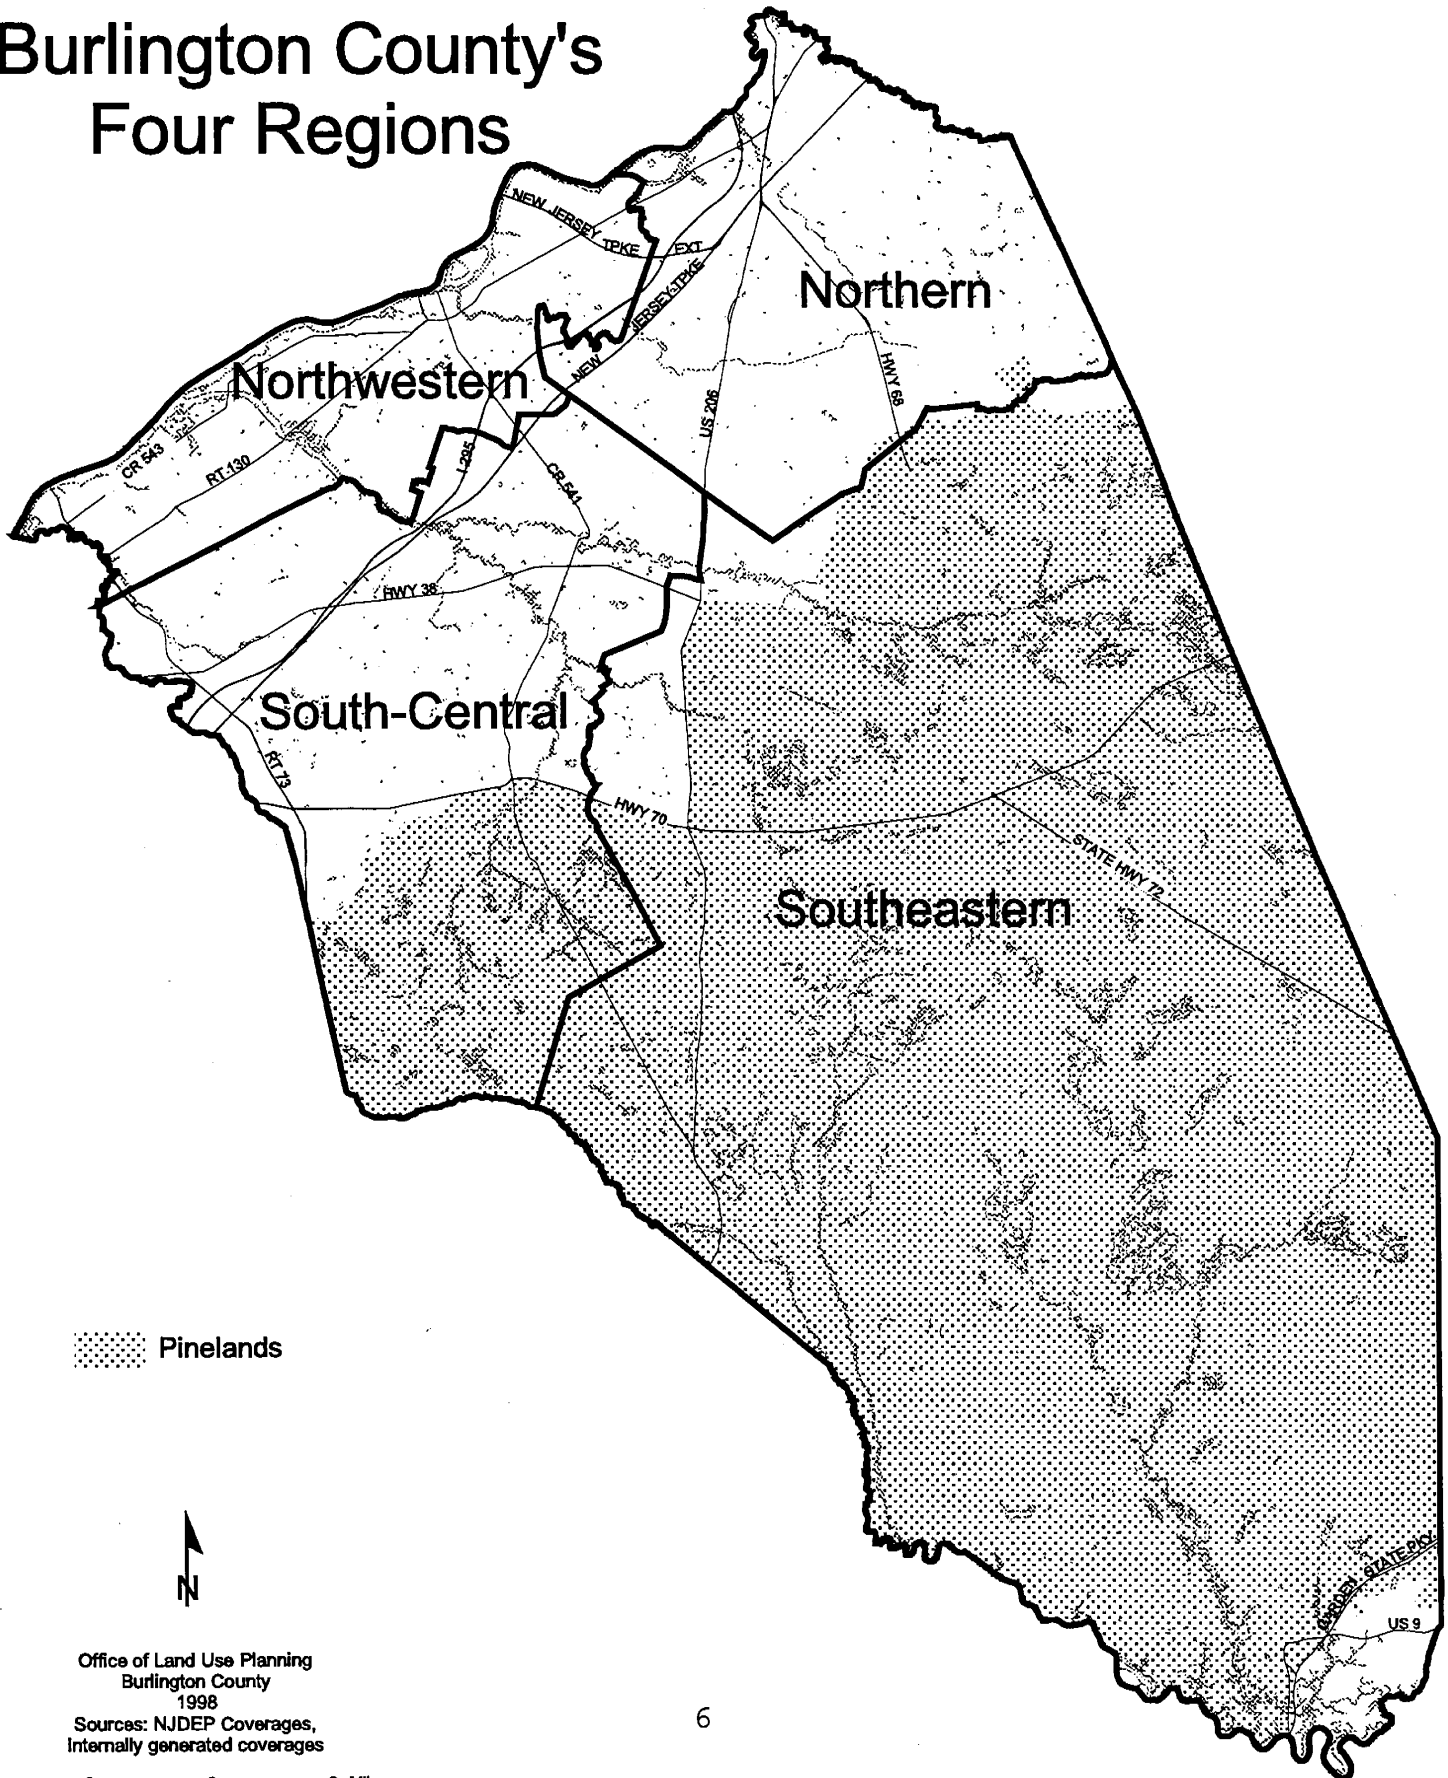 Burlington County's
Four Regions
NEW JERSEY TPKE EXT
NEW JERSEY TPKE
Northern
HWY 68
US 206
Northwestern
CR 543
RT 130
I-295
CR 541
HWY 38
South-Central
RT 73
HWY 70
STATE HWY 72
Southeastern
Pinelands
N
GARDEN STATE PKY
US 9
Office of Land Use Planning
Burlington County
1998
Sources: NJDEP Coverages,
Internally generated coverages
6